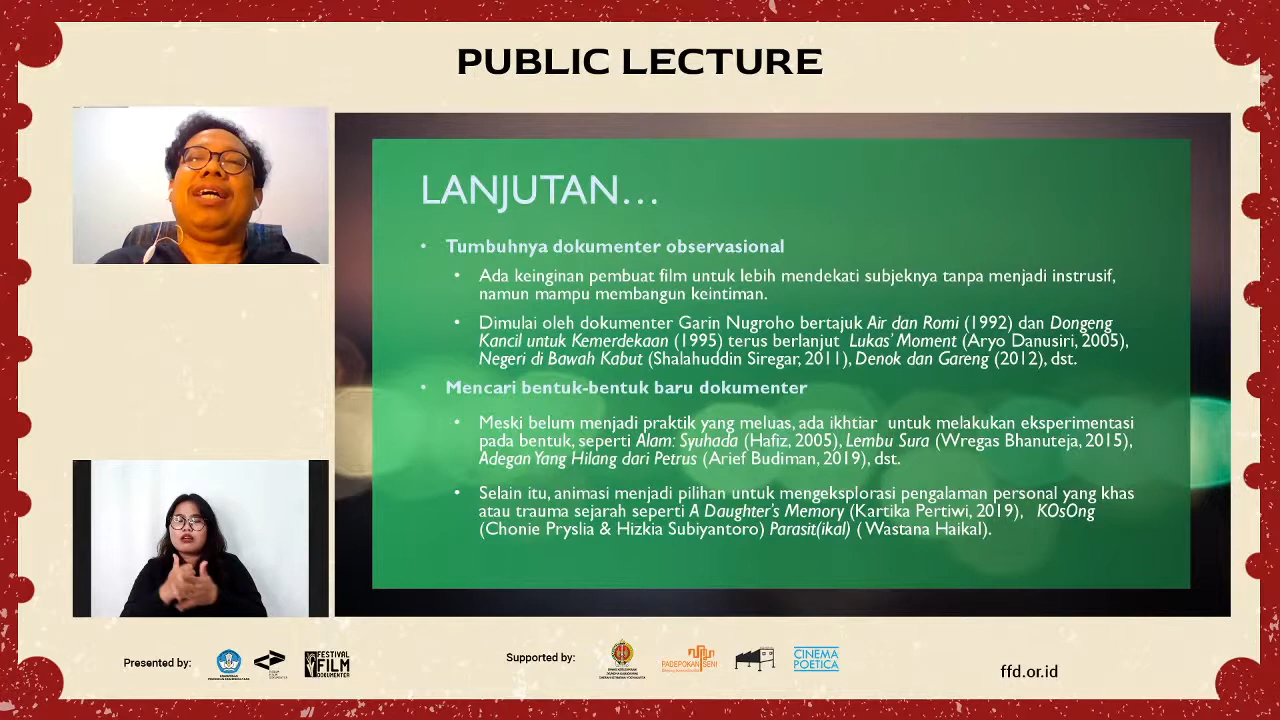 PUBLIC LECTURE
LANJUTAN...
• Tumbuhnya dokumenter observasional
• Ada keinginan pembuat film untuk lebih mendekati subjeknya tanpa menjadi instrusif,
namun mampu membangun keintiman.
• Dimulai oleh dokumenter Garin Nugroho bertajuk Air dan Romi (1992) dan Dongeng
Kancil untuk Kemerdekaan (1995) terus berlanjut Lukas' Moment (Aryo Danusiri, 2005),
Negeri di Bawah Kabut (Shalahuddin Siregar, 2011), Denok dan Gareng (2012), dst.
• Mencari bentuk-bentuk baru dokumenter
• Meski belum menjadi praktik yang meluas, ada ikhtiar untuk melakukan eksperimentasi
pada bentuk, seperti Alam: Syuhada (Hafiz, 2005), Lembu Sura (Wregas Bhanuteja, 2015),
Adegan Yang Hilang dari Petrus (Arief Budiman, 2019), dst.
• Selain itu, animasi menjadi pilihan untuk mengeksplorasi pengalaman personal yang khas
atau trauma sejarah seperti A Daughter's Memory (Kartika Pertiwi, 2019), KOsOng
(Chonie Pryslia & Hizkia Subiyantoro) Parasit(ikal) ( Wastana Haikal).
Presented by:
FESTIVAL
FILM
DOKUMENTER
Supported by:
PADEPOKAN SENI
CINEMA
POETICA
ffd.or.id